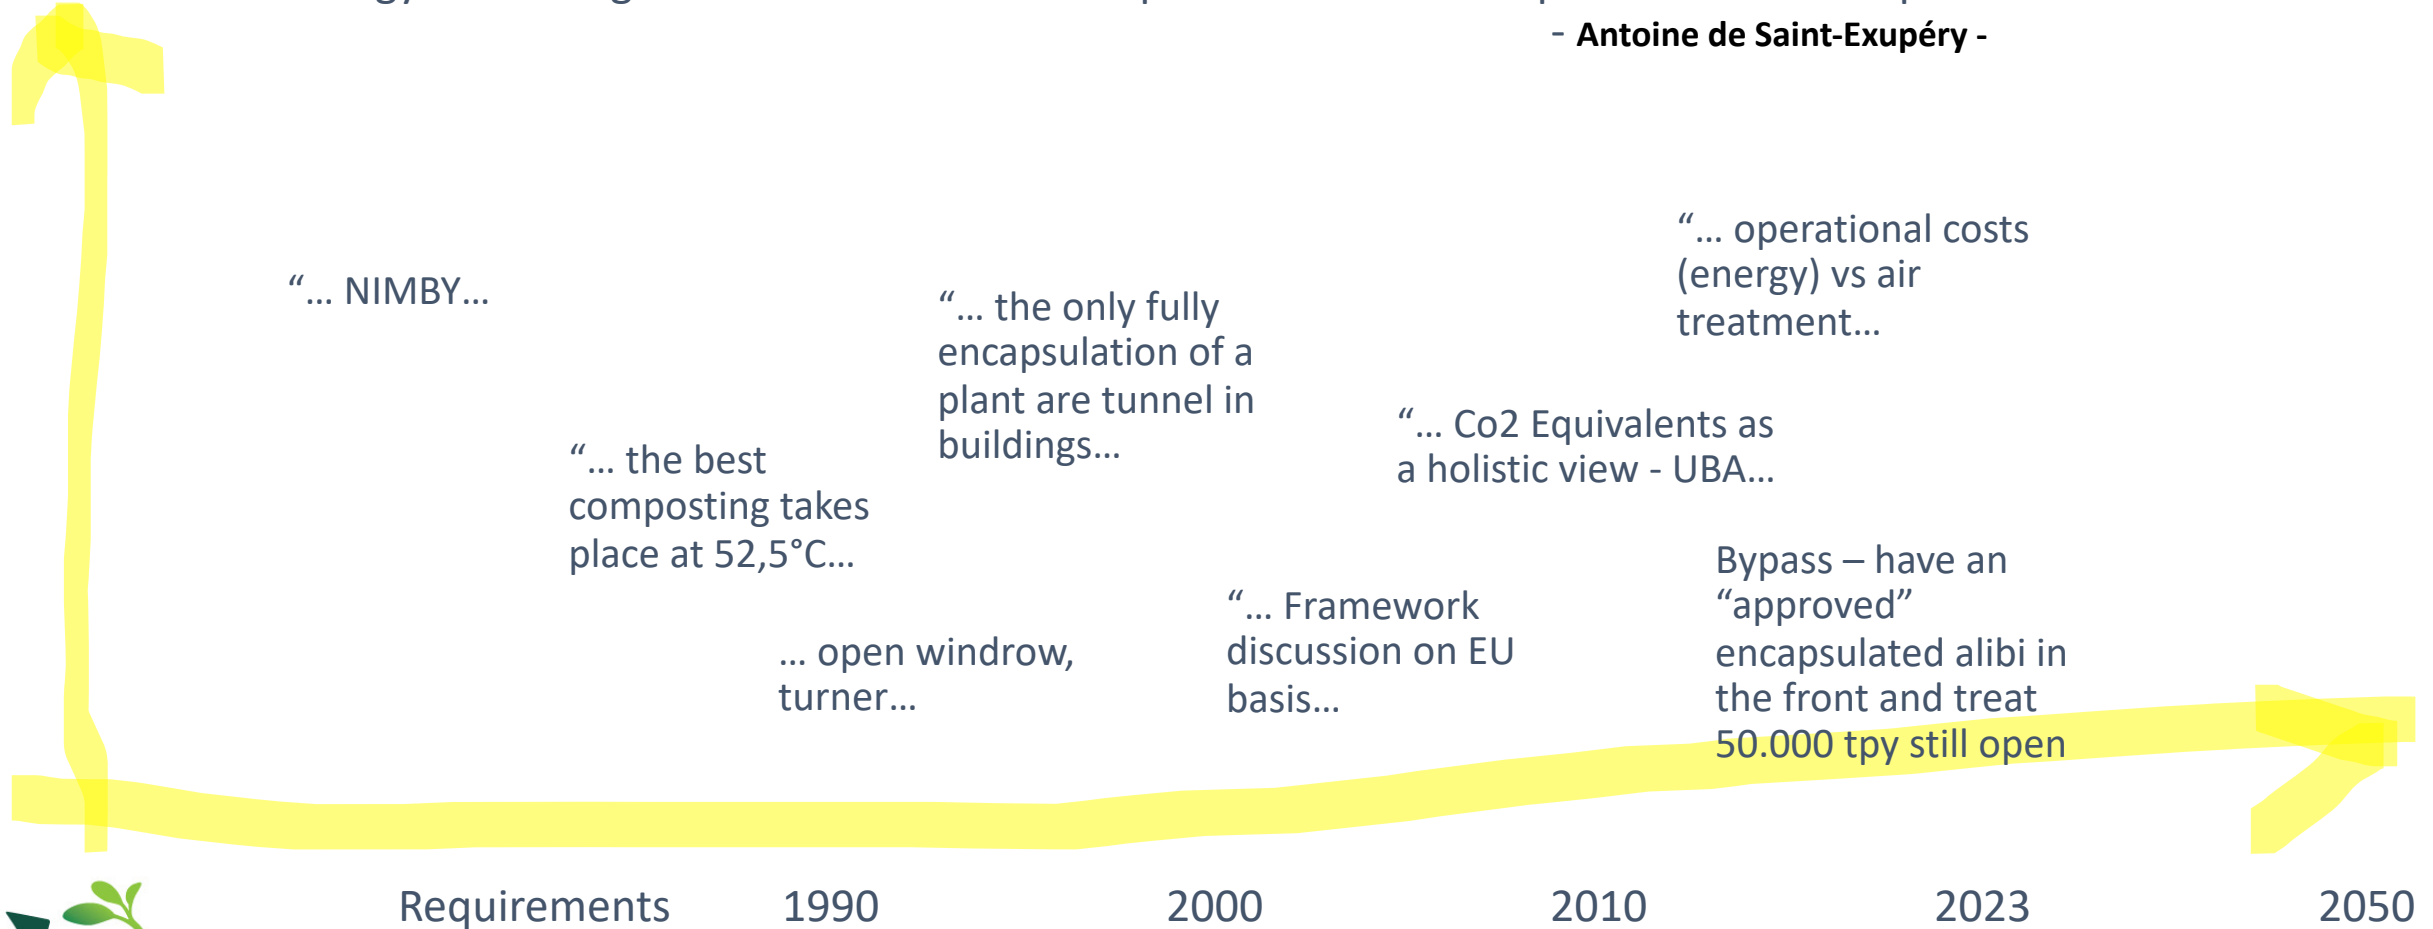 - Antoine de Saint-Exupéry -
“... operational costs
(energy) vs air
treatment...
“... NIMBY...
“... the only fully
encapsulation of a
plant are tunnel in
buildings...
“... Co2 Equivalents as
a holistic view - UBA...
“... the best
composting takes
place at 52,5°C...
Bypass – have an
“approved”
encapsulated alibi in
the front and treat
50.000 tpy still open
“... Framework
discussion on EU
basis...
... open windrow,
turner...
Requirements 1990 2000 2010 2023 2050